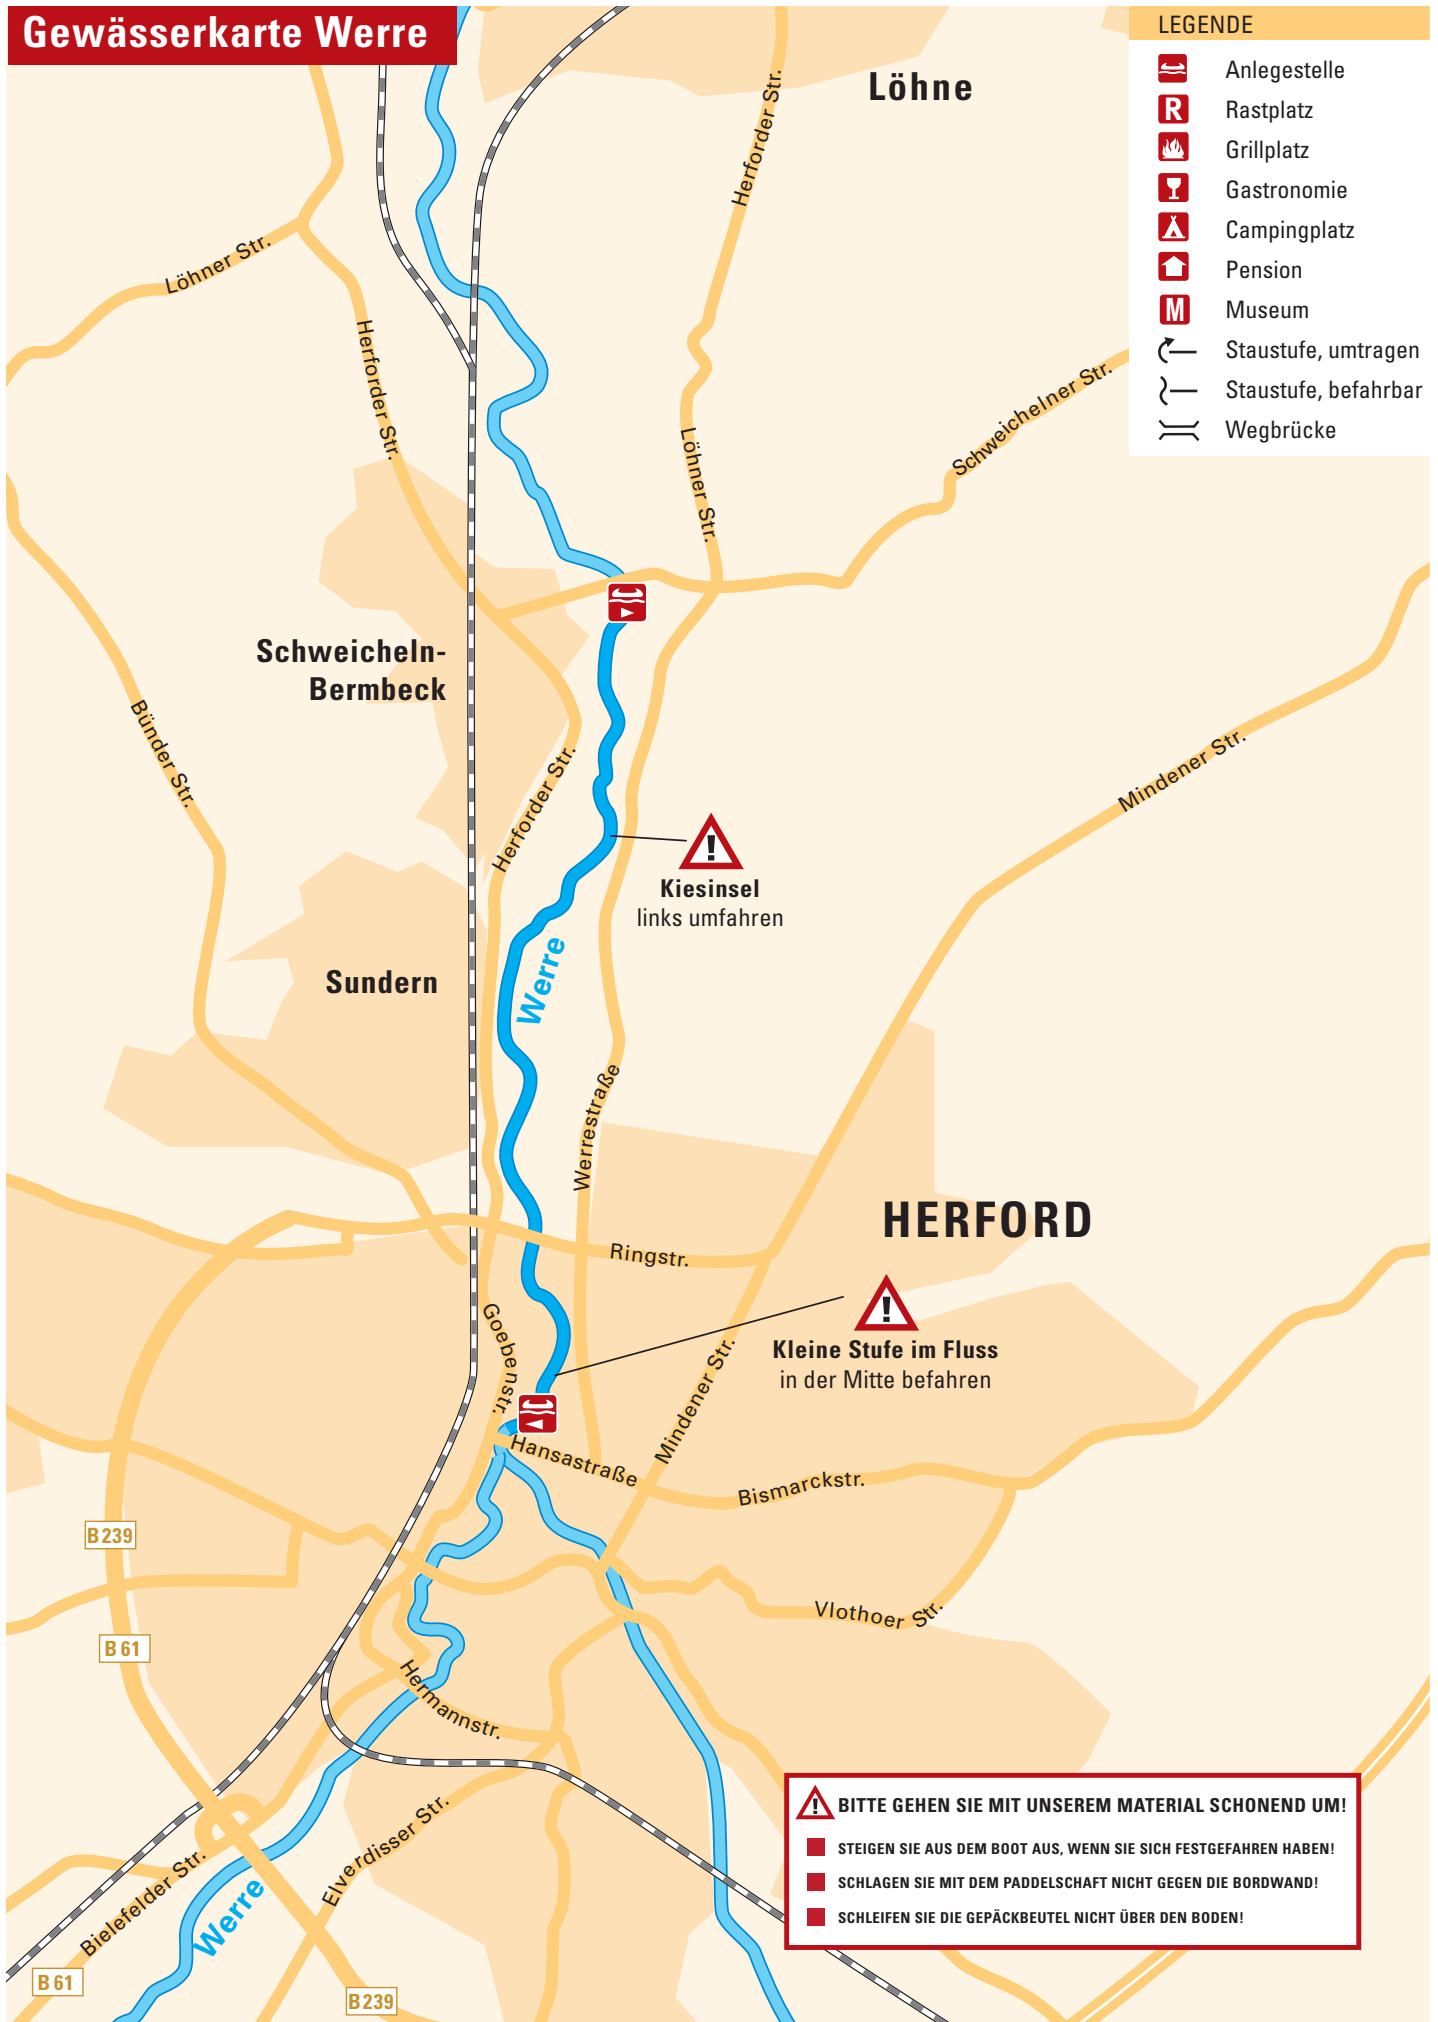 Gewässerkarte Werre
LEGENDE
Anlegestelle
R Rastplatz
Grillplatz
Gastronomie
Campingplatz
Pension
M Museum
Staustufe, umtragen
Staustufe, befahrbar
Wegbrücke
Löhne
Herforder Str.
Löhner Str.
Herforder Str.
Schweichelner Str.
Löhner Str.
Schweicheln-
Bermbeck
Bünder Str.
Mindener Str.
Herforder Str.
!
Kiesinsel
links umfahren
Werre
Sundern
Werrestraße
HERFORD
Ringstr.
!
Kleine Stufe im Fluss
in der Mitte befahren
Goebenstr.
Mindener Str.
Hansastraße
Bismarckstr.
B 239
Vlothoer Str.
B 61
Hermannstr.
Elverdisser Str.
Bielefelder Str.
Werre
B 61
B 239
! BITTE GEHEN SIE MIT UNSEREM MATERIAL SCHONEND UM!
STEIGEN SIE AUS DEM BOOT AUS, WENN SIE SICH FESTGEFAHREN HABEN!
SCHLAGEN SIE MIT DEM PADDELSCHAFT NICHT GEGEN DIE BORDWAND!
SCHLEIFEN SIE DIE GEPÄCKBEUTEL NICHT ÜBER DEN BODEN!